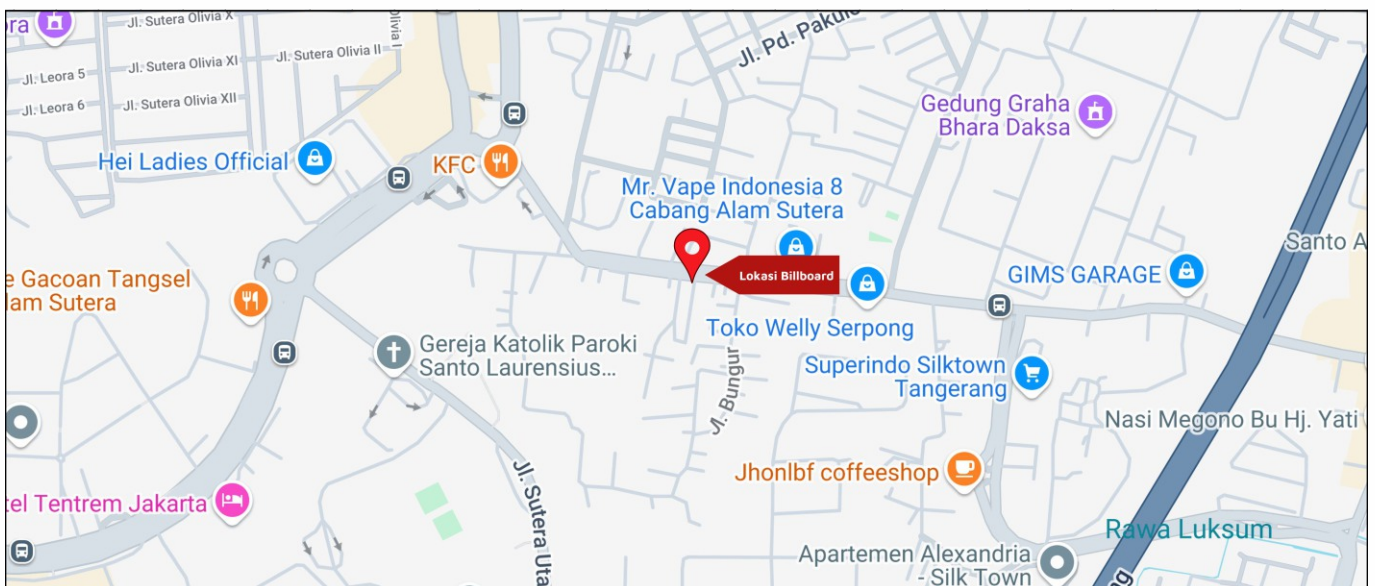 ra
Jl. Sutera Olivia X
Olivia I
Jl. Pd. Pakulo
Jl. Sutera Olivia II
Jl. Leora 5
Jl. Sutera Olivia XI
Jl. Leora 6
Jl. Sutera Olivia XII
Gedung Graha
Bhara Daksa
Hei Ladies Official
KFC
Mr. Vape Indonesia 8
Cabang Alam Sutera
Santo A
e Gacoan Tangsel
lam Sutera
Lokasi Billboard
GIMS GARAGE
Toko Welly Serpong
Gereja Katolik Paroki
Santo Laurensius...
Superindo Silktown
Tangerang
Jl. Bungur
Nasi Megono Bu Hj. Yati
Jhonlbf coffeeshop
Jl. Sutera Uta
tel Tentrem Jakarta
Rawa Luksum
Apartemen Alexandria
- Silk Town
ng